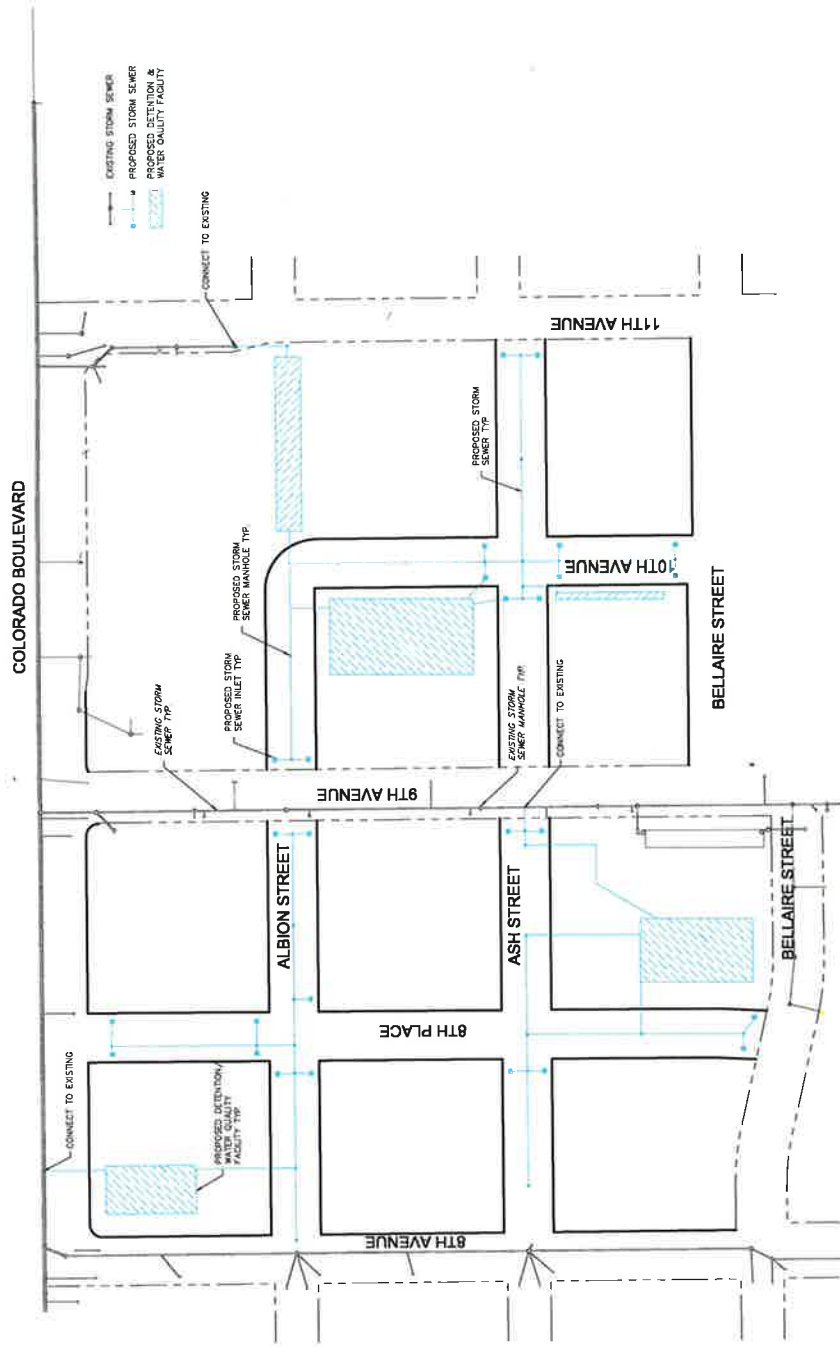 COLORADO BOULEVARD
EXISTING STORM SEWER
PROPOSED STORM SEWER
PROPOSED DETENTION &
WATER QAULITY FACILITY
CONNECT TO EXISTING
11TH AVENUE
PROPOSED STORM
SEWER TYP.
PROPOSED STORM
SEWER MANHOLE TYP.
10TH AVENUE
PROPOSED STORM
SEWER INLET TYP.
BELLAIRE STREET
EXISTING STORM
SEWER TYP.
EXISTING STORM
SEWER MANHOLE TYP.
CONNECT TO EXISTING
9TH AVENUE
ALBION STREET
ASH STREET
BELLAIRE STREET
8TH PLACE
CONNECT TO EXISTING
PROPOSED DETENTION/
WATER QUALITY
FACILITY TYP.
8TH AVENUE